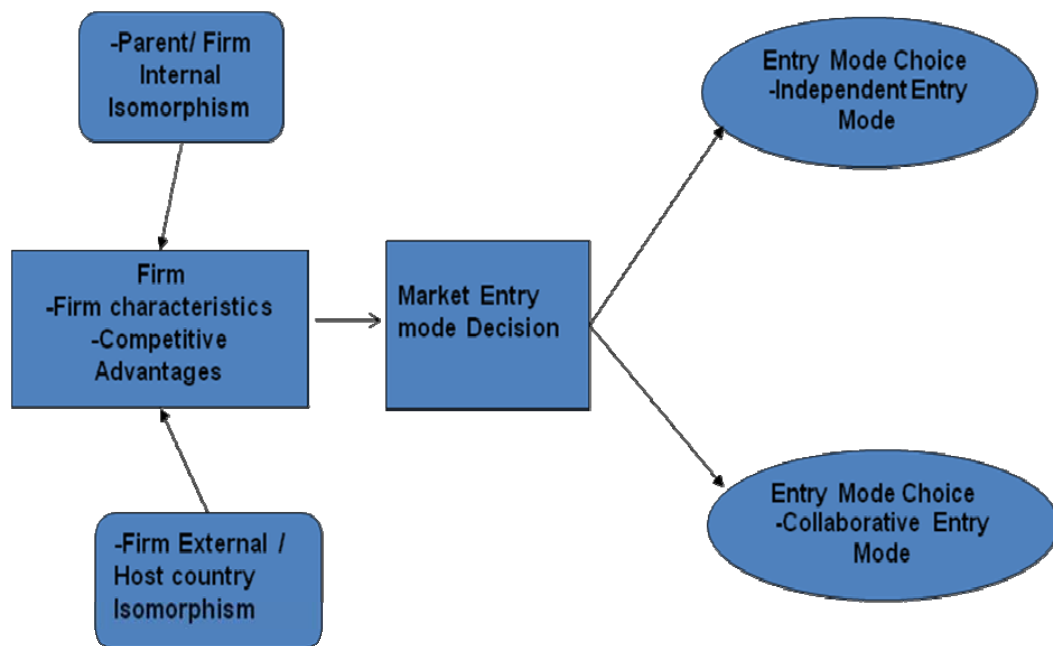 -Parent/ Firm
Internal
Isomorphism
Entry Mode Choice
-Independent Entry
Mode
Firm
-Firm characteristics
-Competitive
Advantages
Market Entry
mode Decision
-Firm External /
Host country
Isomorphism
Entry Mode Choice
-Collaborative Entry
Mode